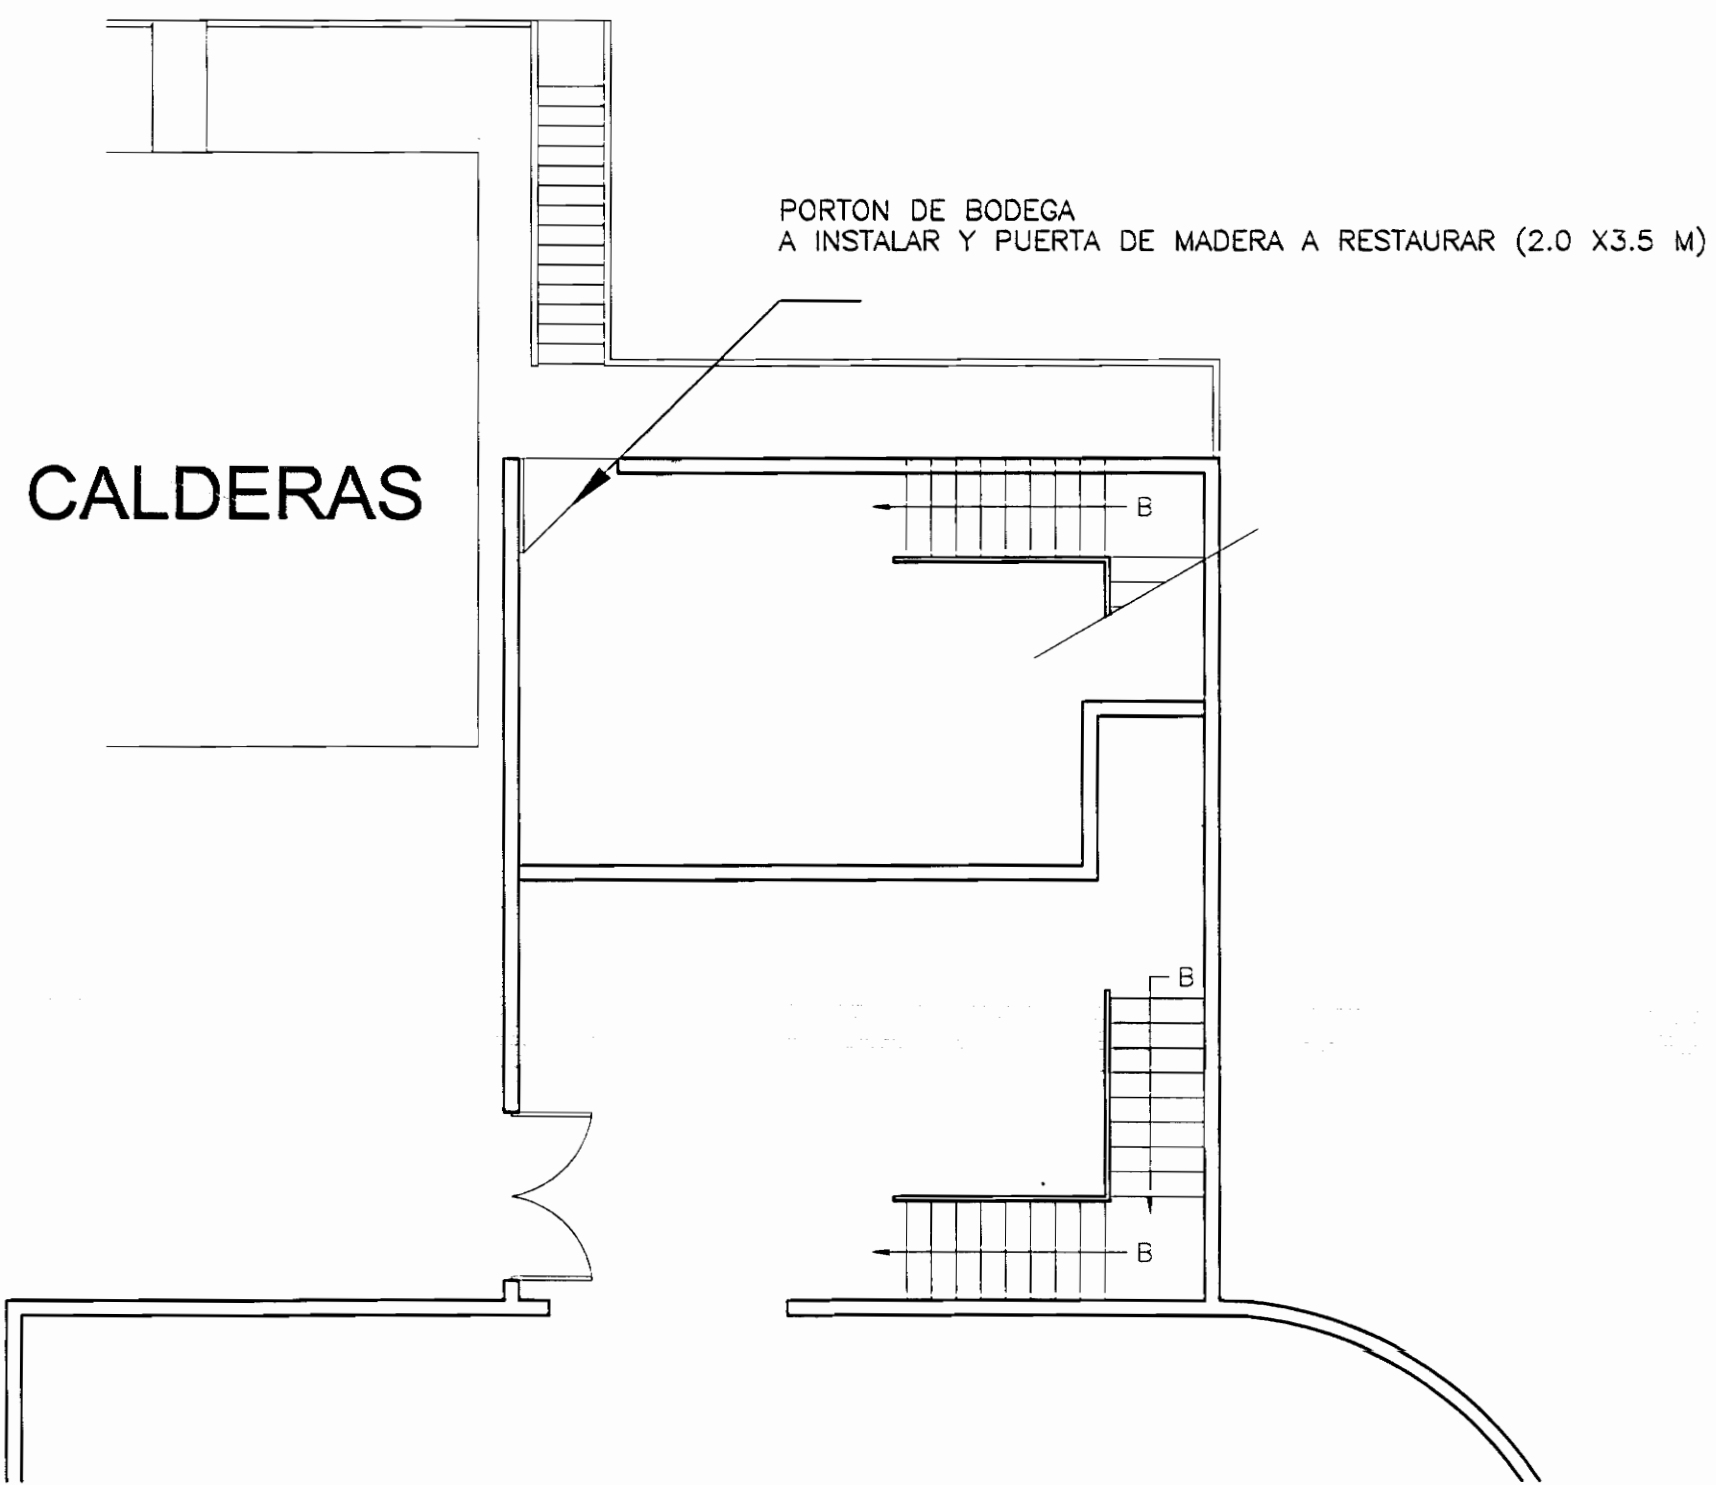 PORTON DE BODEGA
A INSTALAR Y PUERTA DE MADERA A RESTAURAR (2.0 X3.5 M)
CALDERAS
B
B
B